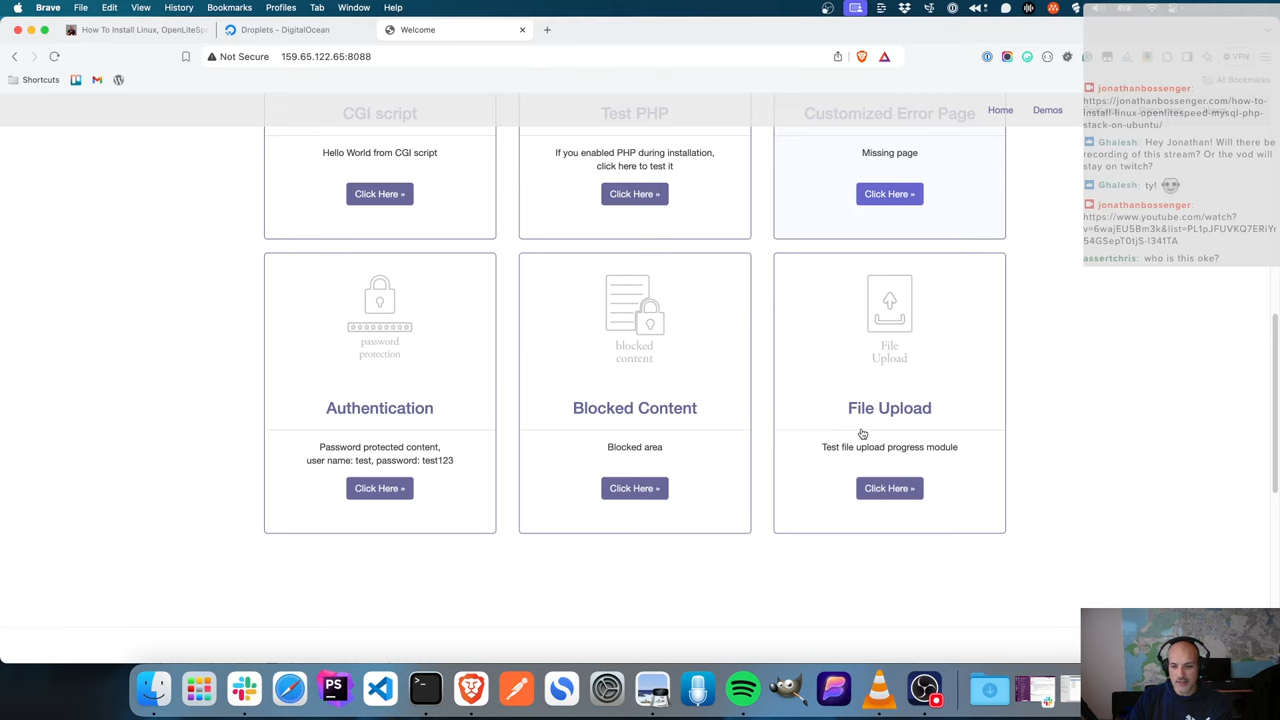 Brave File Edit View History Bookmarks Profiles Tab Window Help
How To Install Linux, OpenLiteSp
Droplets - DigitalOcean
Welcome
Not Secure 159.65.122.65:8088
VPN
Shortcuts
All Bookmarks
Home Demos
CGI script
Hello World from CGI script
Click Here »
Test PHP
If you enabled PHP during installation,
click here to test it
Click Here »
Customized Error Page
Missing page
Click Here »
password
protection
Authentication
Password protected content,
user name: test, password: test123
Click Here »
blocked
content
Blocked Content
Blocked area
Click Here »
File
Upload
File Upload
Test file upload progress module
Click Here »
jonathanbossenger:
https://jonathanbossenger.com/how-to-
install-linux-openlitespeed-mysql-php-
stack-on-ubuntu/
Ghalesh: Hey Jonathan! Will there be
recording of this stream? Or the vod will
stay on twitch?
Ghalesh: ty!
jonathanbossenger:
https://www.youtube.com/watch?
v=6wajEU5Bm3k&list=PL1pJFUVKQ7ERiYr
54GSepT0tjS-l341TA
assertchris: who is this oke?
PS